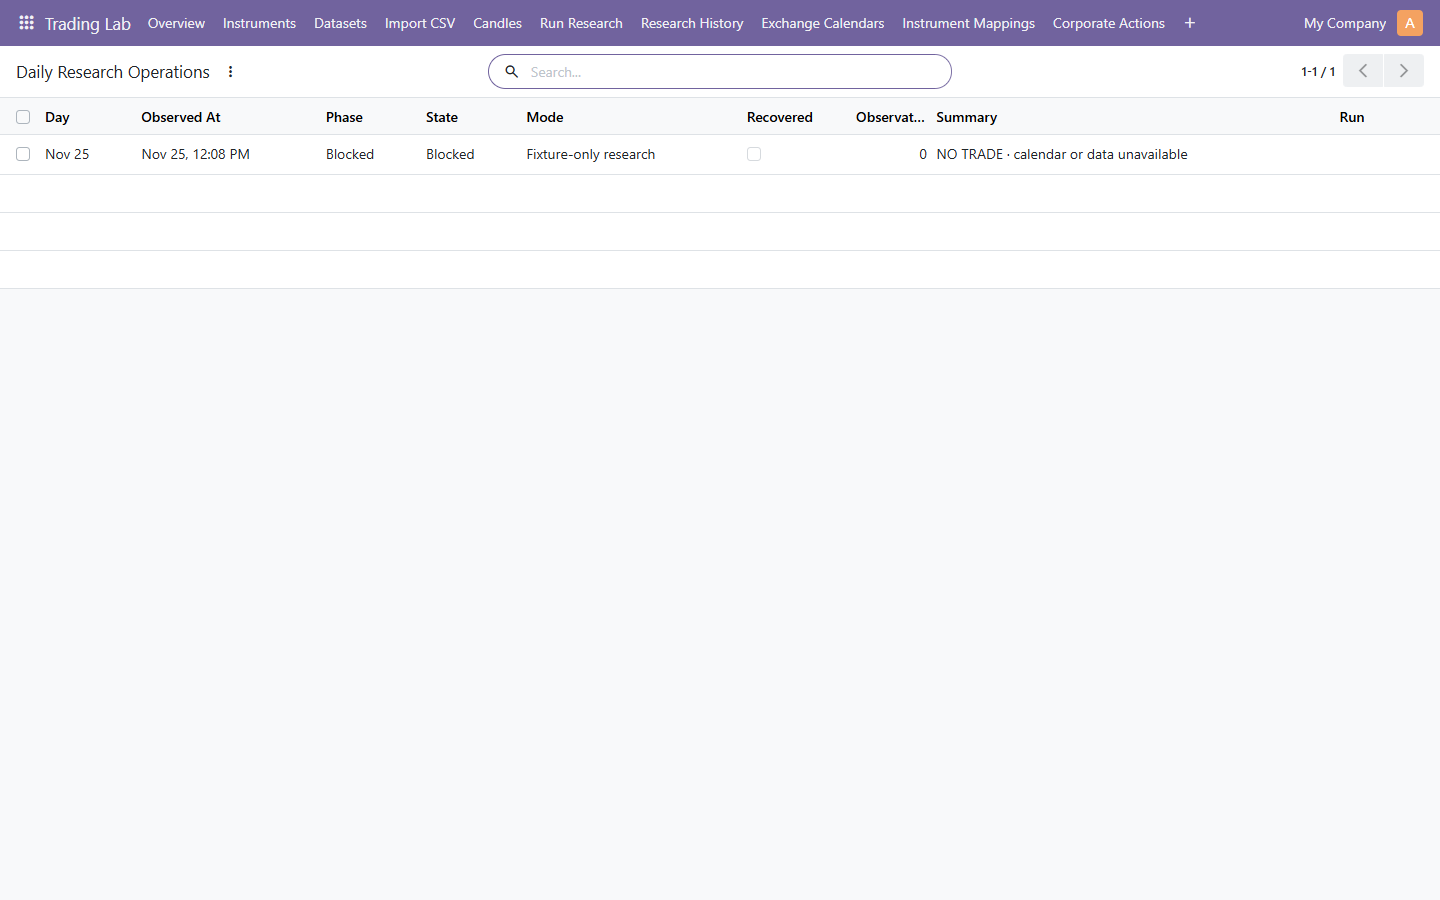 Trading Lab Overview Instruments Datasets Import CSV Candles Run Research Research History Exchange Calendars Instrument Mappings Corporate Actions + My Company A
Daily Research Operations Search... 1-1 / 1
Day Observed At Phase State Mode Recovered Observat... Summary Run
Nov 25 Nov 25, 12:08 PM Blocked Blocked Fixture-only research 0 NO TRADE · calendar or data unavailable